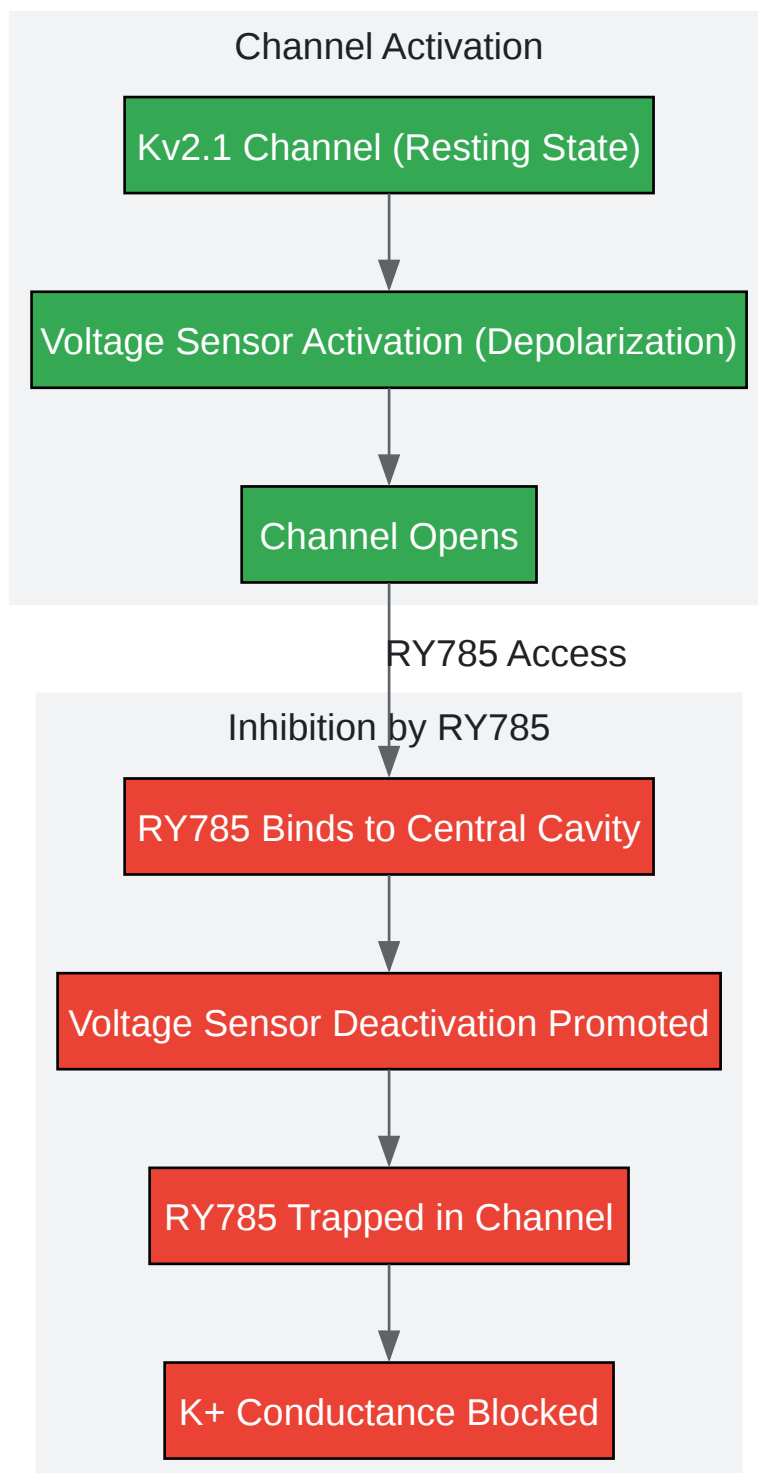 Channel Activation
Kv2.1 Channel (Resting State)
Voltage Sensor Activation (Depolarization)
Channel Opens
RY785 Access
Inhibition by RY785
RY785 Binds to Central Cavity
Voltage Sensor Deactivation Promoted
RY785 Trapped in Channel
K+ Conductance Blocked